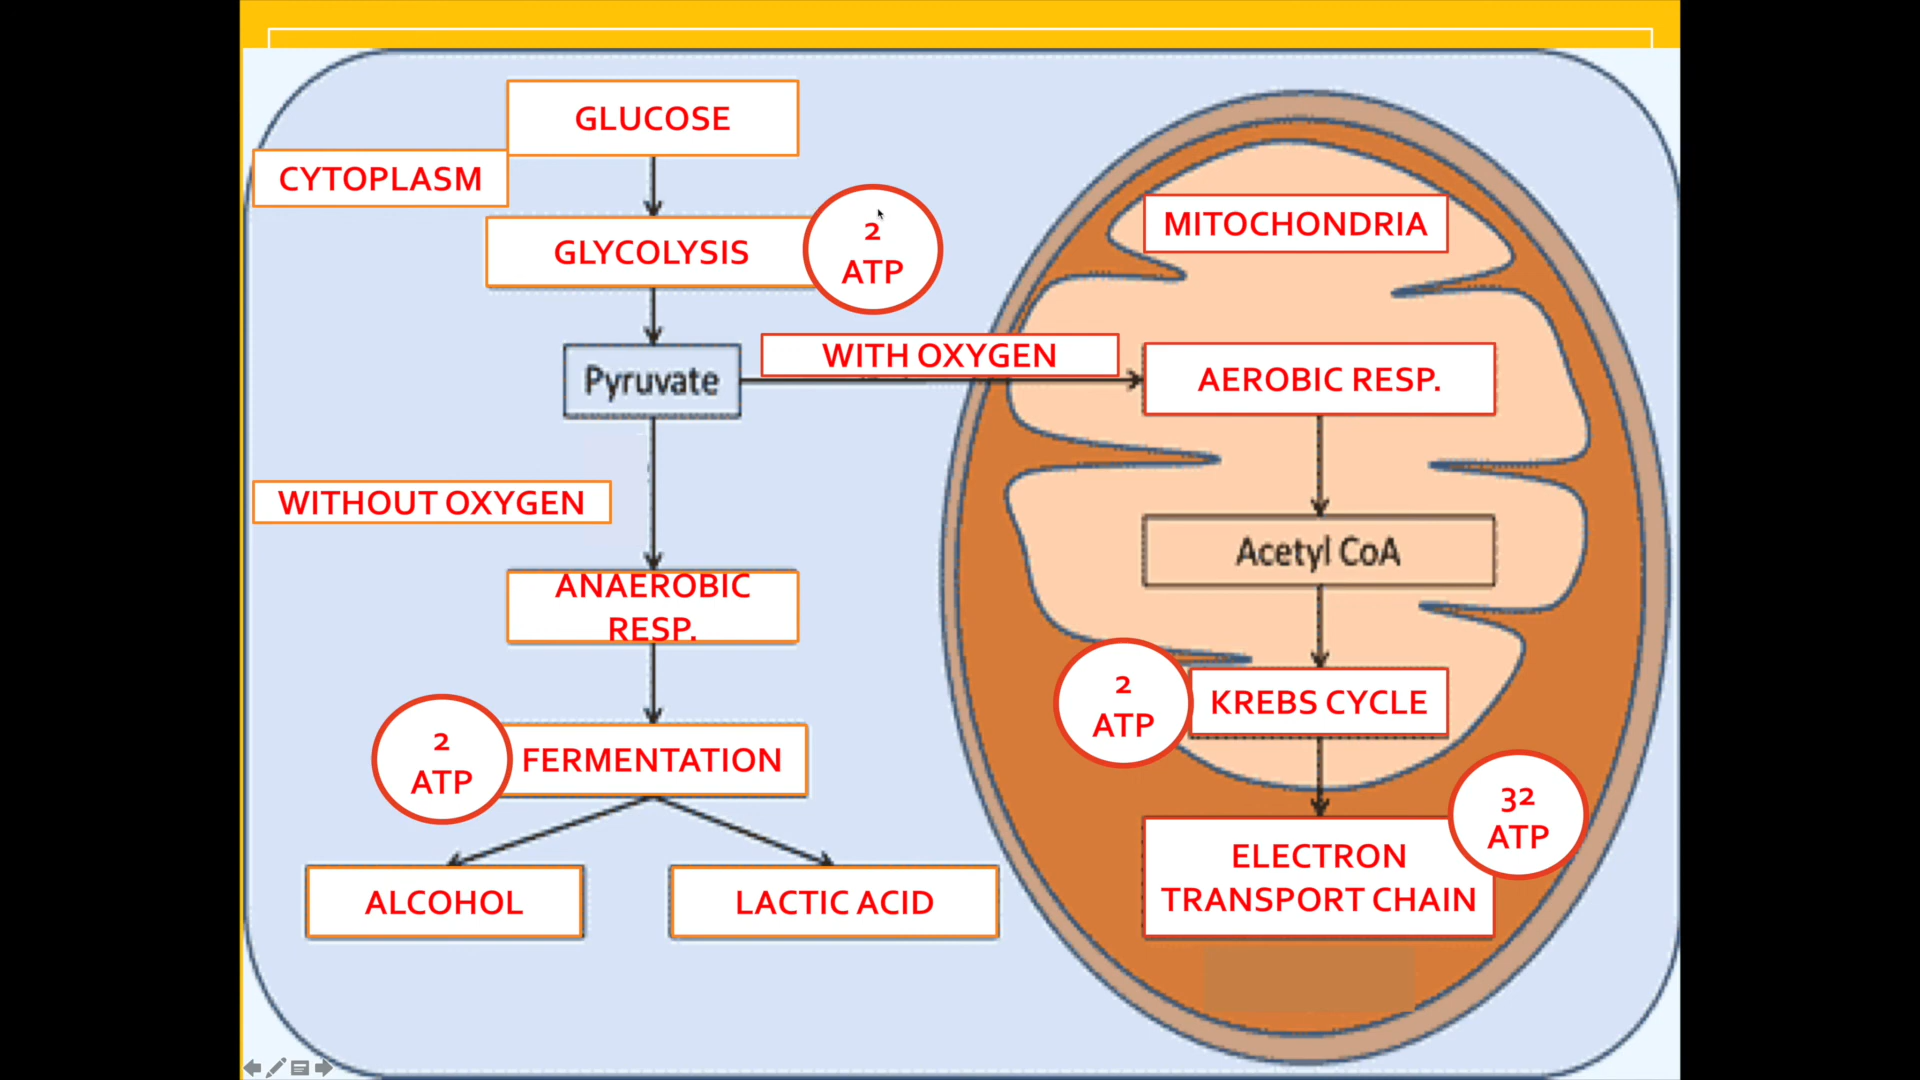 GLUCOSE
CYTOPLASM
GLYCOLYSIS
2
ATP
MITOCHONDRIA
WITH OXYGEN
Pyruvate
AEROBIC RESP.
WITHOUT OXYGEN
Acetyl CoA
ANAEROBIC
RESP.
2
ATP
KREBS CYCLE
2
ATP
FERMENTATION
32
ATP
ELECTRON
TRANSPORT CHAIN
ALCOHOL
LACTIC ACID